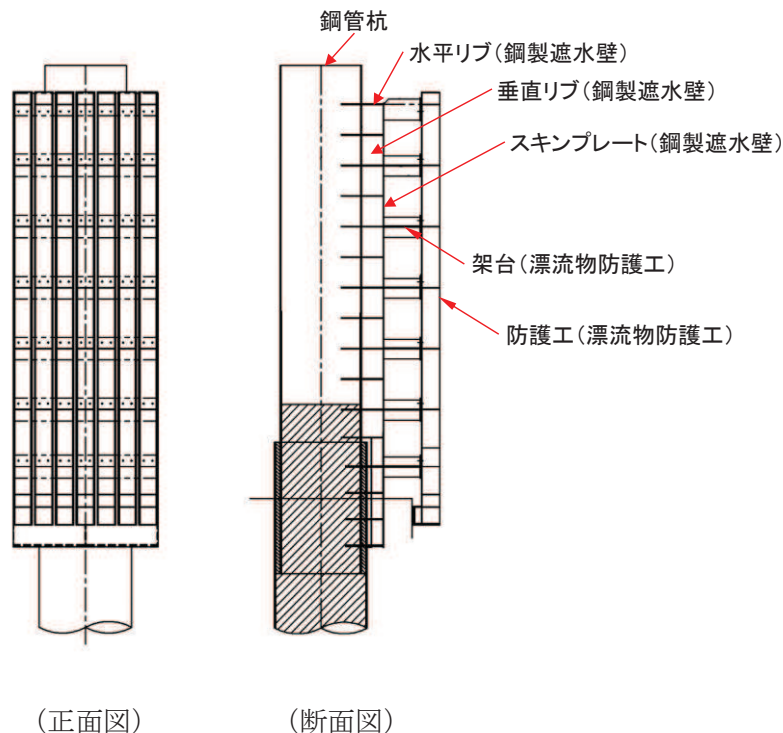 鋼管杭
水平リブ(鋼製遮水壁)
垂直リブ(鋼製遮水壁)
スキンプレート(鋼製遮水壁)
架台(漂流物防護工)
防護工(漂流物防護工)
(正面図)
(断面図)